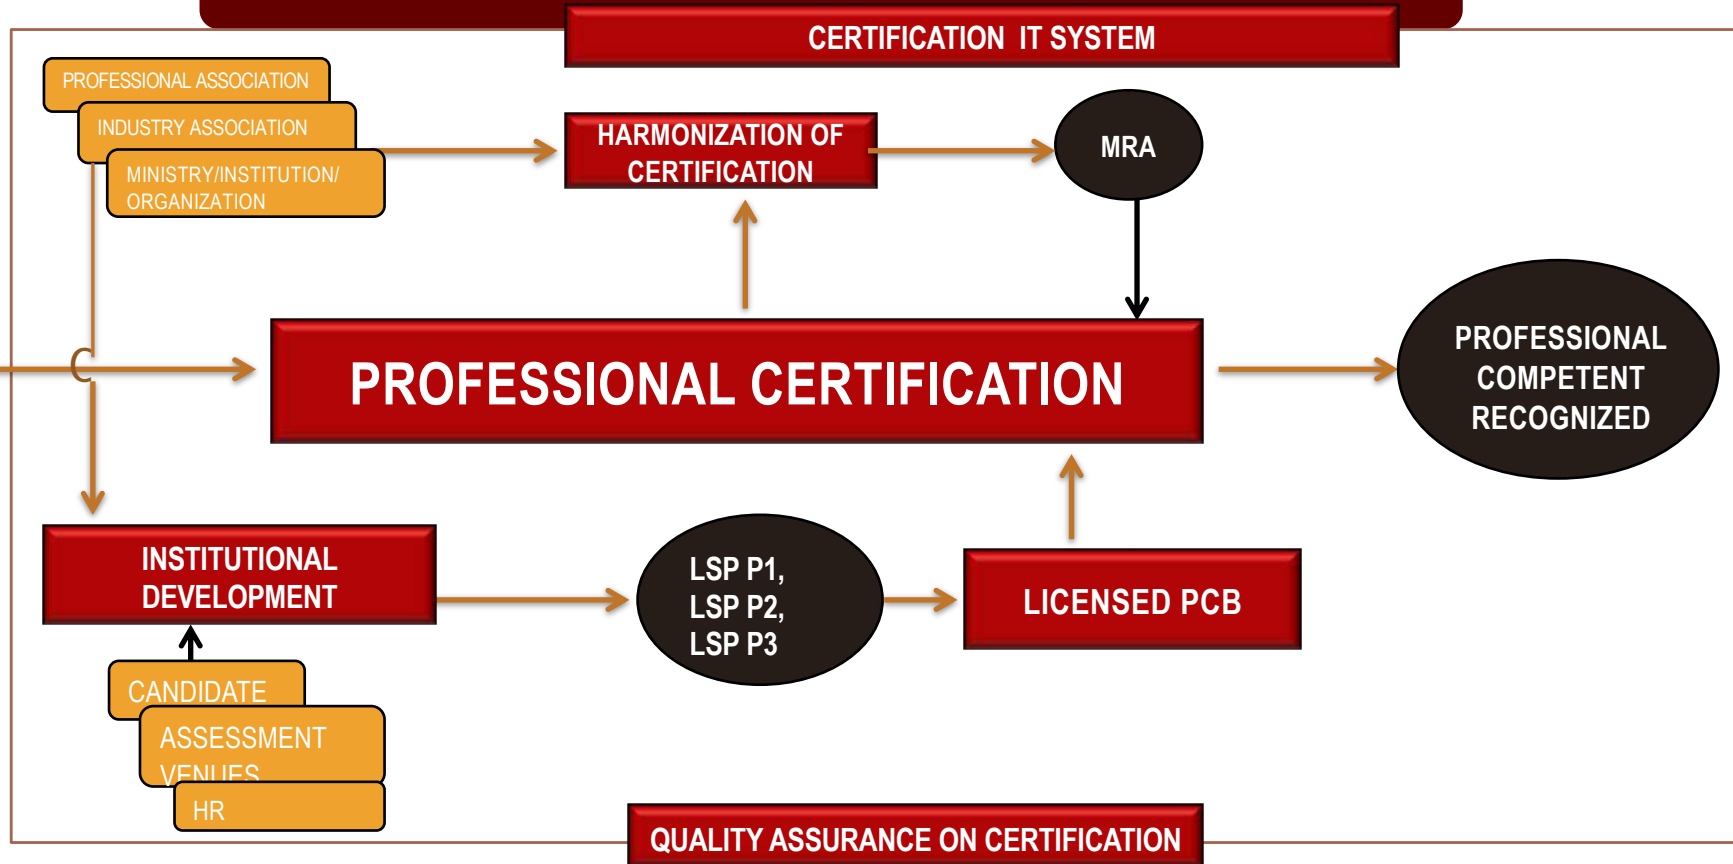 CERTIFICATION IT SYSTEM
PROFESSIONAL ASSOCIATION
INDUSTRY ASSOCIATION
MINISTRY/INSTITUTION/
ORGANIZATION
HARMONIZATION OF
CERTIFICATION
MRA
PROFESSIONAL CERTIFICATION
PROFESSIONAL
COMPETENT
RECOGNIZED
INSTITUTIONAL
DEVELOPMENT
LSP P1,
LSP P2,
LSP P3
LICENSED PCB
CANDIDATE
ASSESSMENT
VENUES
HR
QUALITY ASSURANCE ON CERTIFICATION